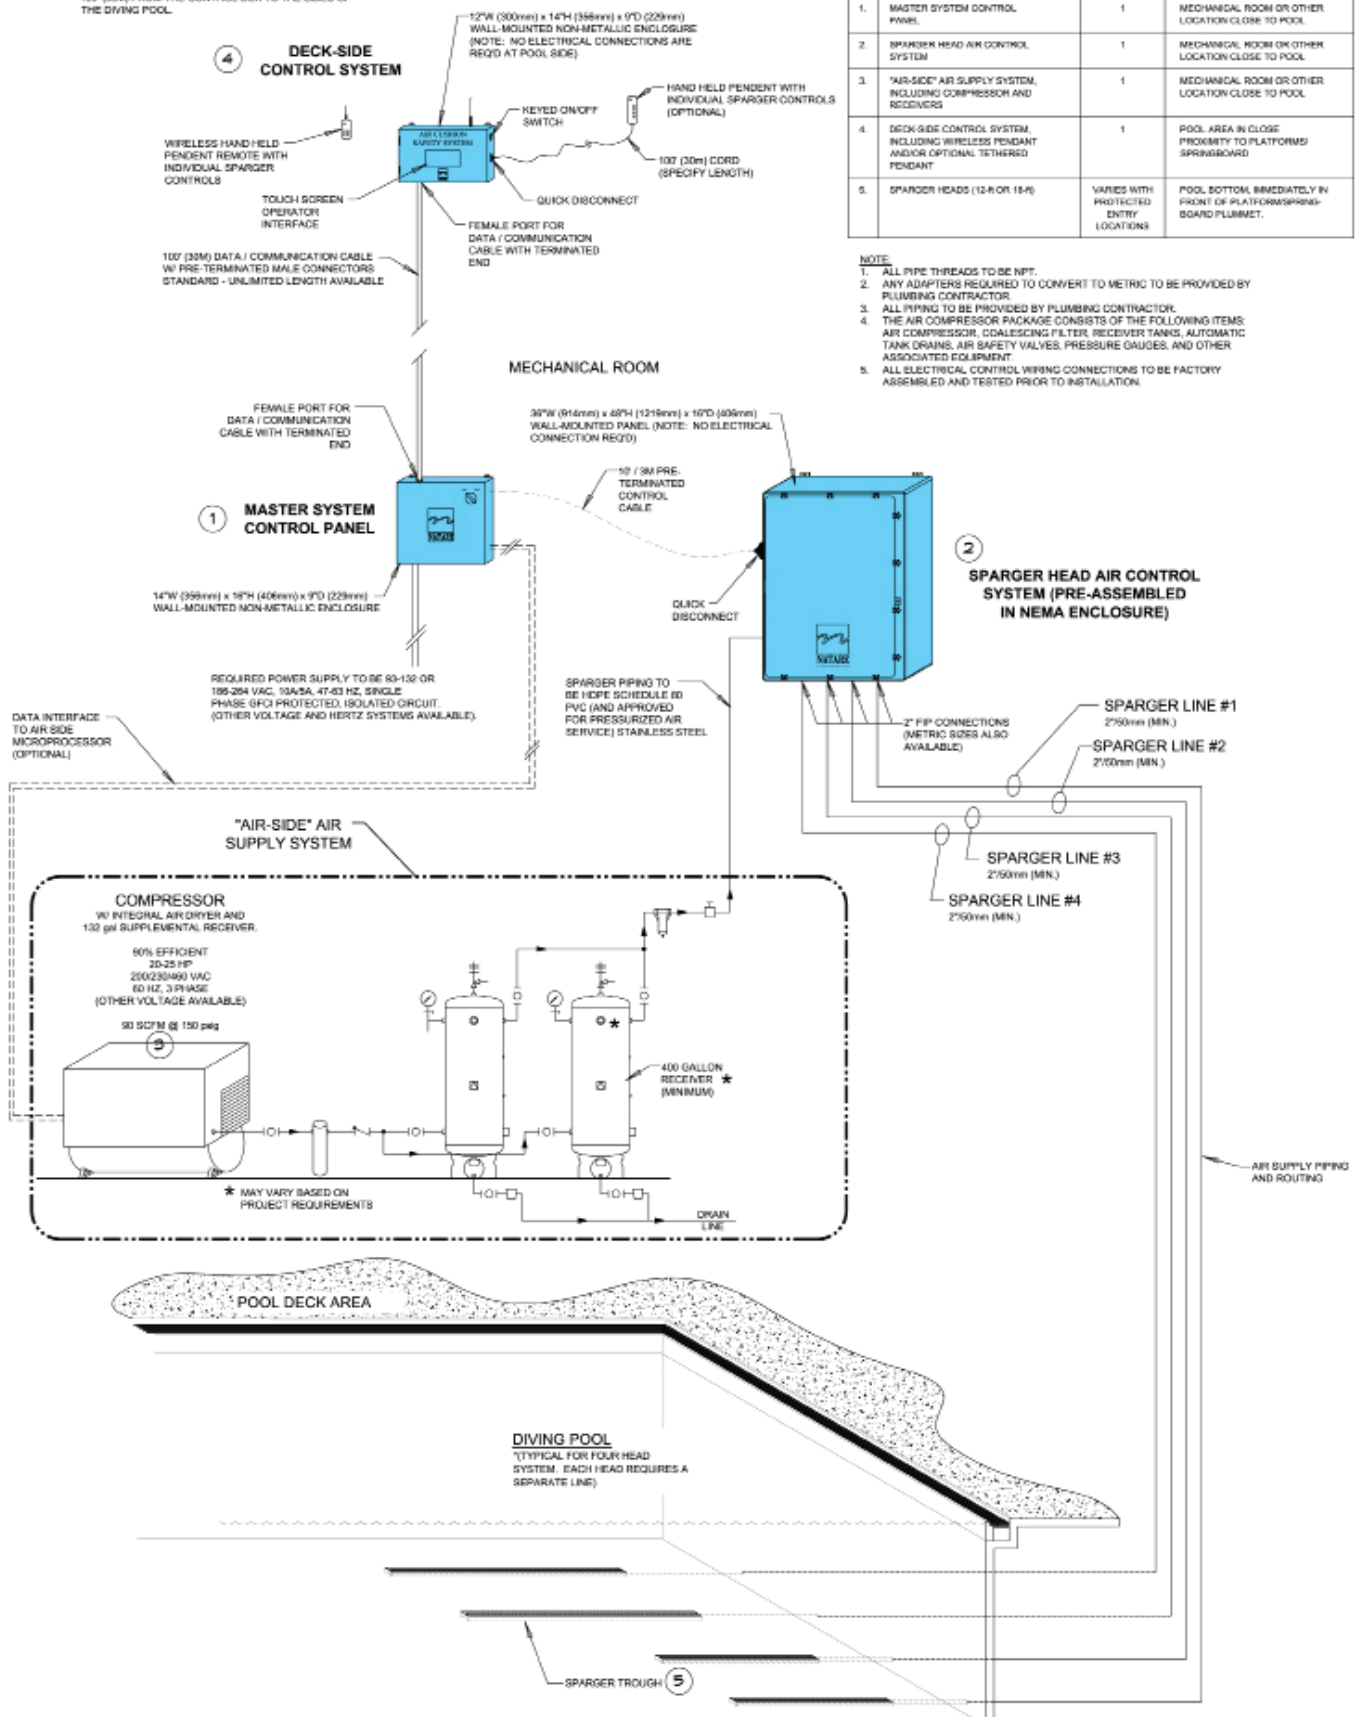 THE DIVING POOL.
4
DECK-SIDE
CONTROL SYSTEM
12"W (300mm) x 14"H (356mm) x 9"D (229mm)
WALL-MOUNTED NON-METALLIC ENCLOSURE
(NOTE: NO ELECTRICAL CONNECTIONS ARE
REQ'D AT POOL SIDE)
KEYED ON/OFF
SWITCH
HAND HELD PENDENT WITH
INDIVIDUAL SPARGER CONTROLS
(OPTIONAL)
AIR CUSHION
SAFETY SYSTEM
WIRELESS HAND HELD
PENDENT REMOTE WITH
INDIVIDUAL SPARGER
CONTROLS
100' (30m) CORD
(SPECIFY LENGTH)
TOUCH SCREEN
OPERATOR
INTERFACE
QUICK DISCONNECT
FEMALE PORT FOR
DATA / COMMUNICATION
CABLE WITH TERMINATED
END
100' (30M) DATA / COMMUNICATION CABLE
W/ PRE-TERMINATED MALE CONNECTORS
STANDARD - UNLIMITED LENGTH AVAILABLE
1. MASTER SYSTEM CONTROL 1 MECHANICAL ROOM OR OTHER
PANEL LOCATION CLOSE TO POOL
2. SPARGER HEAD AIR CONTROL 1 MECHANICAL ROOM OR OTHER
SYSTEM LOCATION CLOSE TO POOL
3. "AIR-SIDE" AIR SUPPLY SYSTEM, 1 MECHANICAL ROOM OR OTHER
INCLUDING COMPRESSOR AND LOCATION CLOSE TO POOL
RECEIVERS
4. DECK-SIDE CONTROL SYSTEM, 1 POOL AREA IN CLOSE
INCLUDING WIRELESS PENDANT PROXIMITY TO PLATFORMS/
AND/OR OPTIONAL TETHERED SPRINGBOARD
PENDANT
5. SPARGER HEADS (12-ft OR 18-ft) VARIES WITH POOL BOTTOM, IMMEDIATELY IN
PROTECTED FRONT OF PLATFORM/SPRING-
ENTRY BOARD PLUMMET.
LOCATIONS
NOTE:
1. ALL PIPE THREADS TO BE NPT.
2. ANY ADAPTERS REQUIRED TO CONVERT TO METRIC TO BE PROVIDED BY
PLUMBING CONTRACTOR.
3. ALL PIPING TO BE PROVIDED BY PLUMBING CONTRACTOR.
4. THE AIR COMPRESSOR PACKAGE CONSISTS OF THE FOLLOWING ITEMS:
AIR COMPRESSOR, COALESCING FILTER, RECEIVER TANKS, AUTOMATIC
TANK DRAINS, AIR SAFETY VALVES, PRESSURE GAUGES, AND OTHER
ASSOCIATED EQUIPMENT.
5. ALL ELECTRICAL CONTROL WIRING CONNECTIONS TO BE FACTORY
ASSEMBLED AND TESTED PRIOR TO INSTALLATION.
MECHANICAL ROOM
FEMALE PORT FOR
DATA / COMMUNICATION
CABLE WITH TERMINATED
END
36"W (914mm) x 48"H (1219mm) x 16"D (406mm)
WALL-MOUNTED PANEL (NOTE: NO ELECTRICAL
CONNECTION REQ'D)
10' / 3M PRE-
TERMINATED
CONTROL
CABLE
1
MASTER SYSTEM
CONTROL PANEL
NATARE
14"W (356mm) x 16"H (406mm) x 9"D (229mm)
WALL-MOUNTED NON-METALLIC ENCLOSURE
QUICK
DISCONNECT
NATARE
2
SPARGER HEAD AIR CONTROL
SYSTEM (PRE-ASSEMBLED
IN NEMA ENCLOSURE)
REQUIRED POWER SUPPLY TO BE 93-132 OR
186-264 VAC, 10A/5A, 47-63 HZ, SINGLE
PHASE GFCI PROTECTED, ISOLATED CIRCUIT.
(OTHER VOLTAGE AND HERTZ SYSTEMS AVAILABLE).
SPARGER PIPING TO
BE HDPE SCHEDULE 80
PVC (AND APPROVED
FOR PRESSURIZED AIR
SERVICE) STAINLESS STEEL
2" FIP CONNECTIONS
(METRIC SIZES ALSO
AVAILABLE)
SPARGER LINE #1
2"/50mm (MIN.)
SPARGER LINE #2
2"/50mm (MIN.)
SPARGER LINE #3
2"/50mm (MIN.)
SPARGER LINE #4
2"/50mm (MIN.)
DATA INTERFACE
TO AIR SIDE
MICROPROCESSOR
(OPTIONAL)
"AIR-SIDE" AIR
SUPPLY SYSTEM
COMPRESSOR
W/ INTEGRAL AIR DRYER AND
132 gal SUPPLEMENTAL RECEIVER.
90% EFFICIENT
20-25 HP
200/230/460 VAC
60 HZ, 3 PHASE
(OTHER VOLTAGE AVAILABLE)
90 SCFM @ 150 psig
3
*
400 GALLON
RECEIVER *
(MINIMUM)
* MAY VARY BASED ON
PROJECT REQUIREMENTS
DRAIN
LINE
AIR SUPPLY PIPING
AND ROUTING
POOL DECK AREA
DIVING POOL
*(TYPICAL FOR FOUR HEAD
SYSTEM. EACH HEAD REQUIRES A
SEPARATE LINE)
SPARGER TROUGH 5